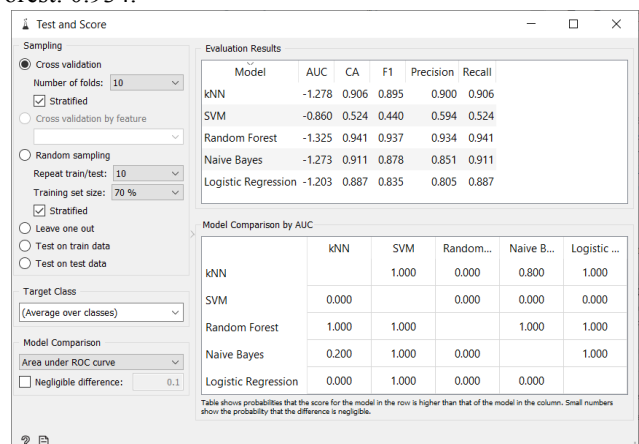 Test and Score
Sampling
Cross validation
Number of folds: 10
Stratified
Cross validation by feature
Random sampling
Repeat train/test: 10
Training set size: 70 %
Stratified
Leave one out
Test on train data
Test on test data
Target Class
(Average over classes)
Model Comparison
Area under ROC curve
Negligible difference: 0.1
Evaluation Results
Model AUC CA F1 Precision Recall
kNN -1.278 0.906 0.895 0.900 0.906
SVM -0.860 0.524 0.440 0.594 0.524
Random Forest -1.325 0.941 0.937 0.934 0.941
Naive Bayes -1.273 0.911 0.878 0.851 0.911
Logistic Regression -1.203 0.887 0.835 0.805 0.887
Model Comparison by AUC
kNN SVM Random... Naive B... Logistic ...
kNN 1.000 0.000 0.800 1.000
SVM 0.000 0.000 0.000 0.000
Random Forest 1.000 1.000 1.000 1.000
Naive Bayes 0.200 1.000 0.000 1.000
Logistic Regression 0.000 1.000 0.000 0.000
Table shows probabilities that the score for the model in the row is higher than that of the model in the column. Small numbers
show the probability that the difference is negligible.
?